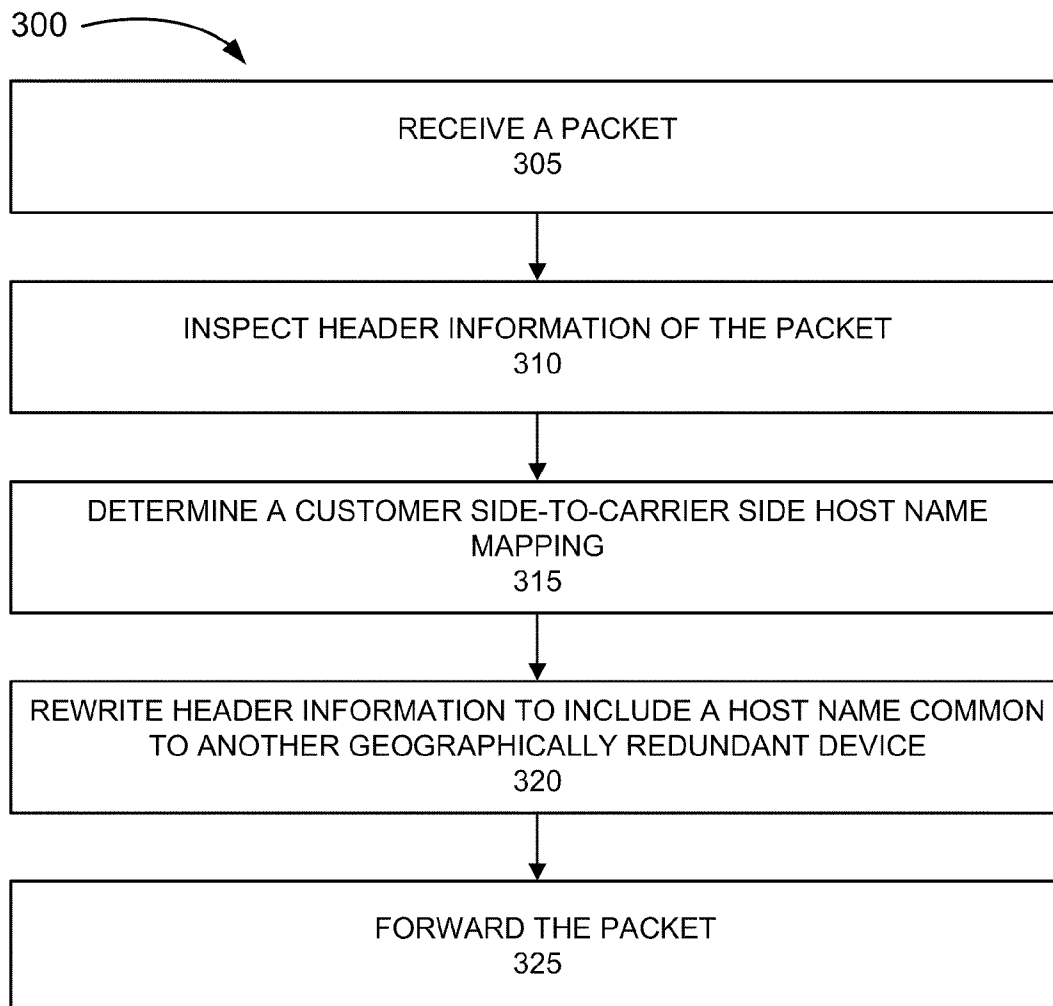 300
RECEIVE A PACKET
305
INSPECT HEADER INFORMATION OF THE PACKET
310
DETERMINE A CUSTOMER SIDE-TO-CARRIER SIDE HOST NAME
MAPPING
315
REWRITE HEADER INFORMATION TO INCLUDE A HOST NAME COMMON
TO ANOTHER GEOGRAPHICALLY REDUNDANT DEVICE
320
FORWARD THE PACKET
325